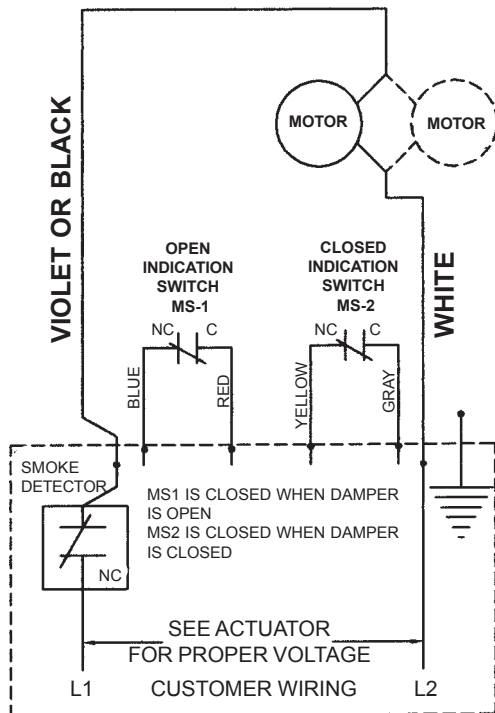 MOTOR
MOTOR
VIOLET OR BLACK
OPEN
INDICATION
SWITCH
MS-1
CLOSED
INDICATION
SWITCH
MS-2
WHITE
NC
C
NC
C
BLUE
RED
YELLOW
GRAY
SMOKE
DETECTOR
MS1 IS CLOSED WHEN DAMPER
IS OPEN
MS2 IS CLOSED WHEN DAMPER
IS CLOSED
NC
SEE ACTUATOR
FOR PROPER VOLTAGE
L1
CUSTOMER WIRING
L2